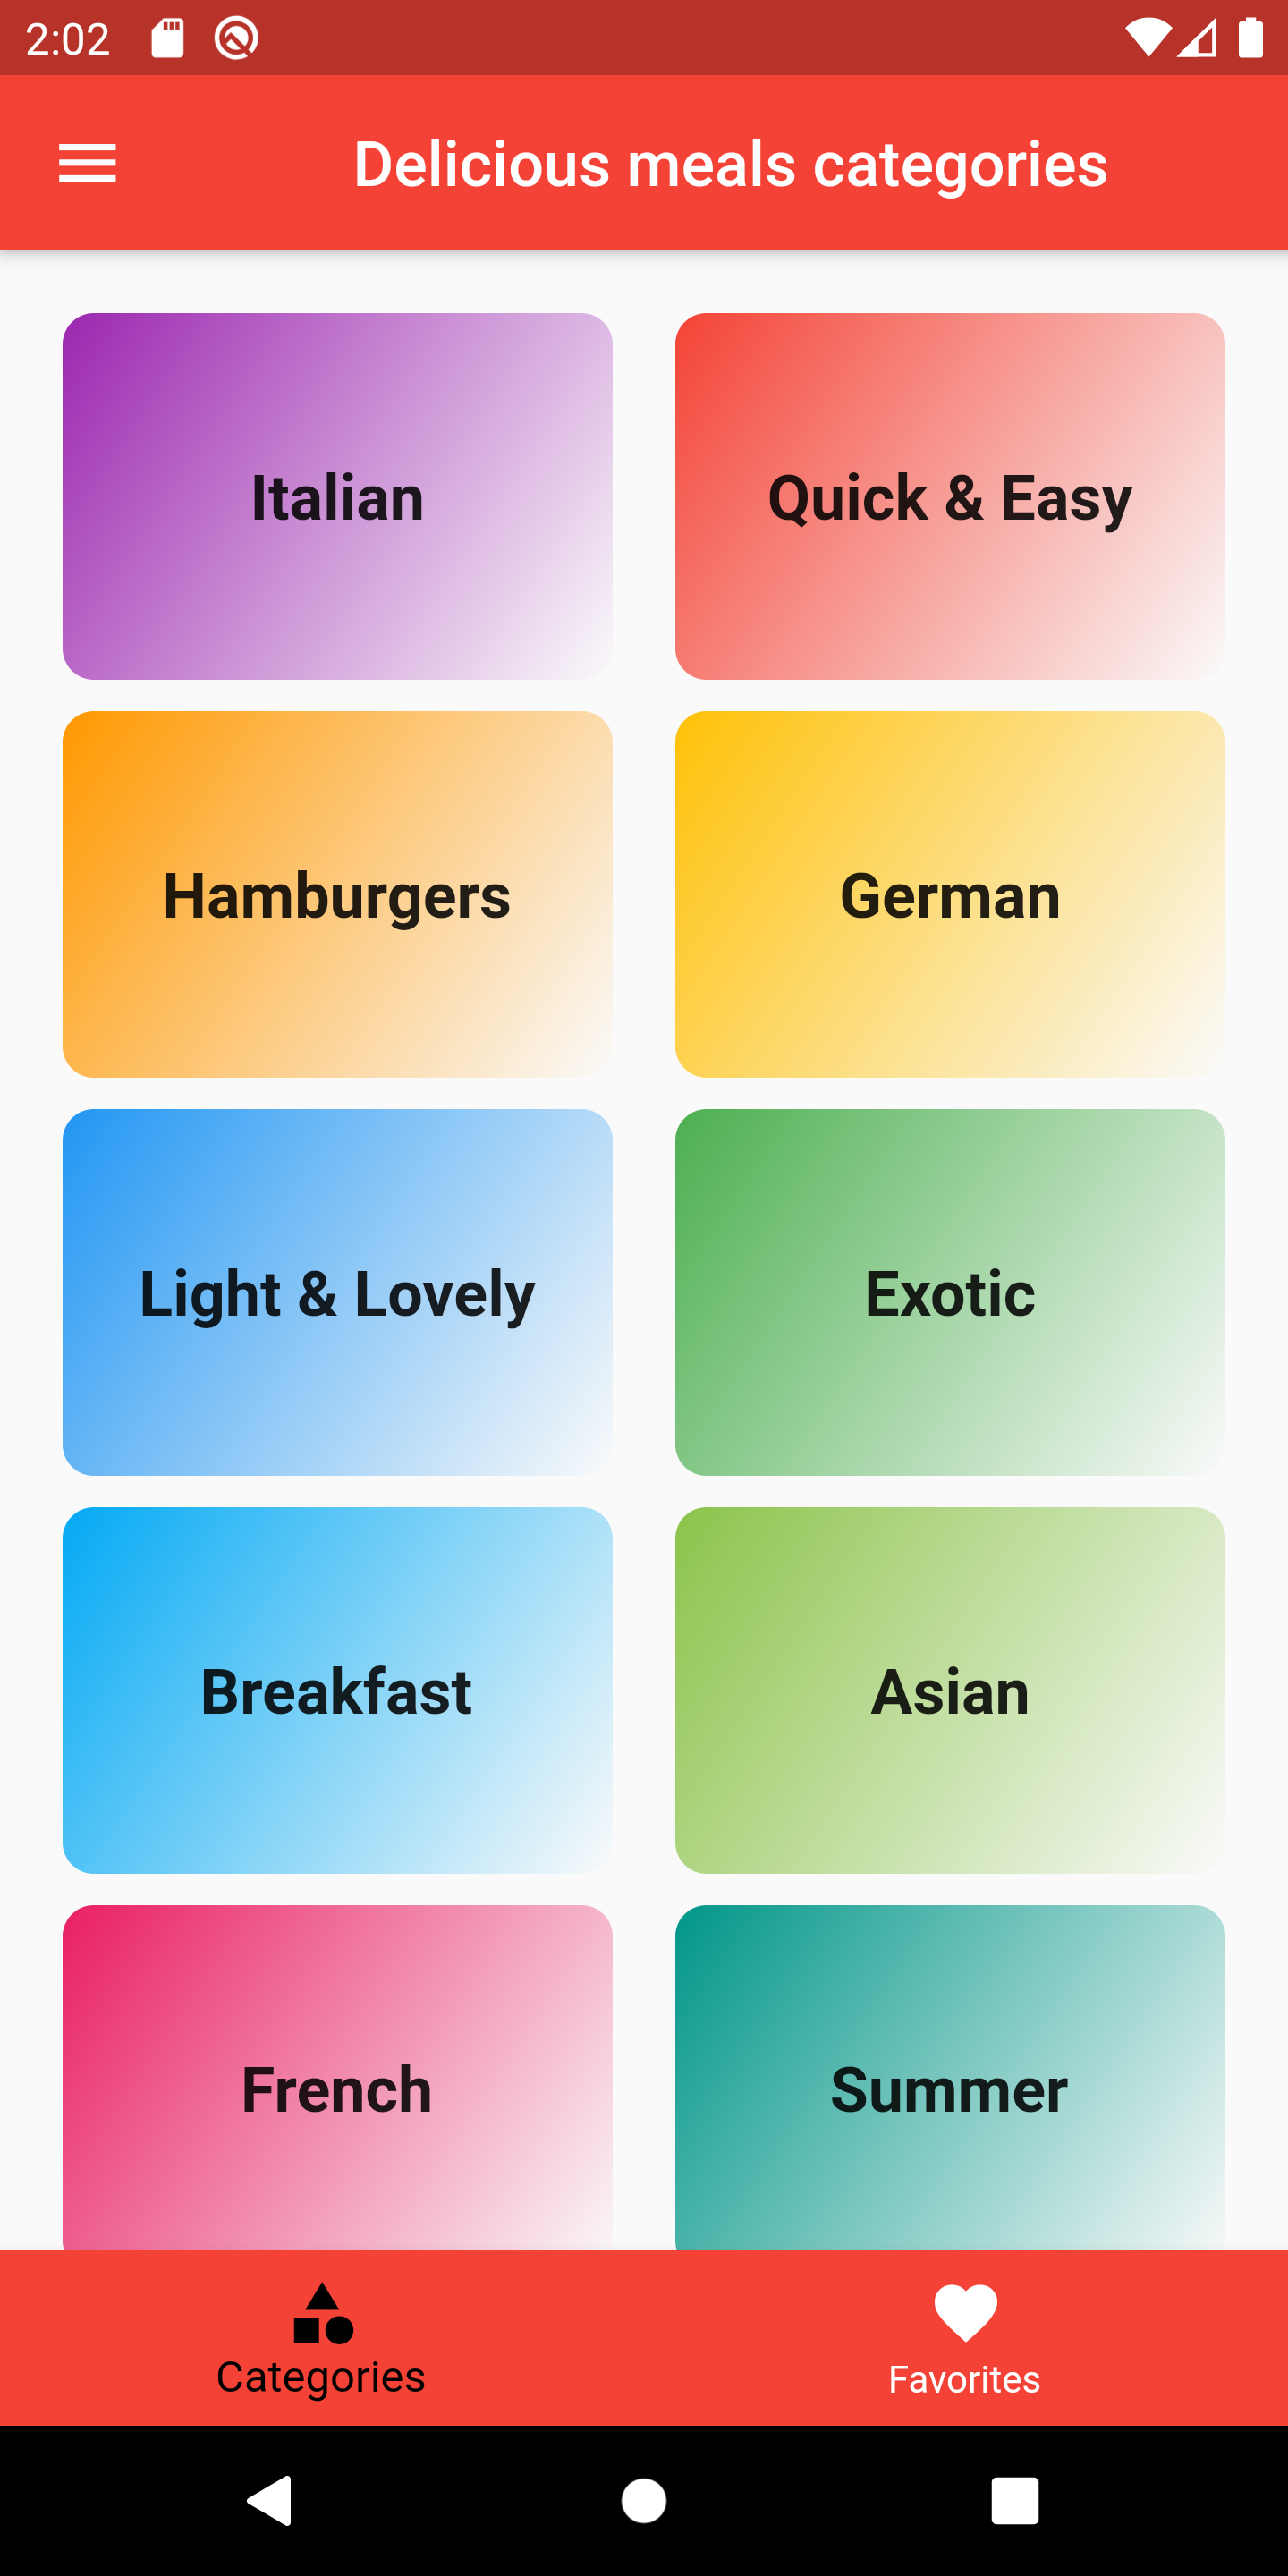 2:02
Delicious meals categories
Italian
Quick & Easy
Hamburgers
German
Light & Lovely
Exotic
Breakfast
Asian
French
Summer
Categories
Favorites